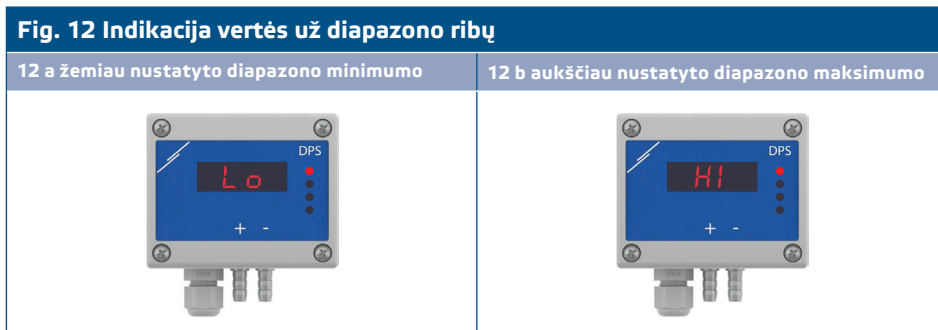 Fig. 12 Indikacija vertės už diapazono ribų
12 a žemiau nustatyto diapazono minimumo
12 b aukščiau nustatyto diapazono maksimumo
DPS
Lo
+ -
DPS
HI
+ -